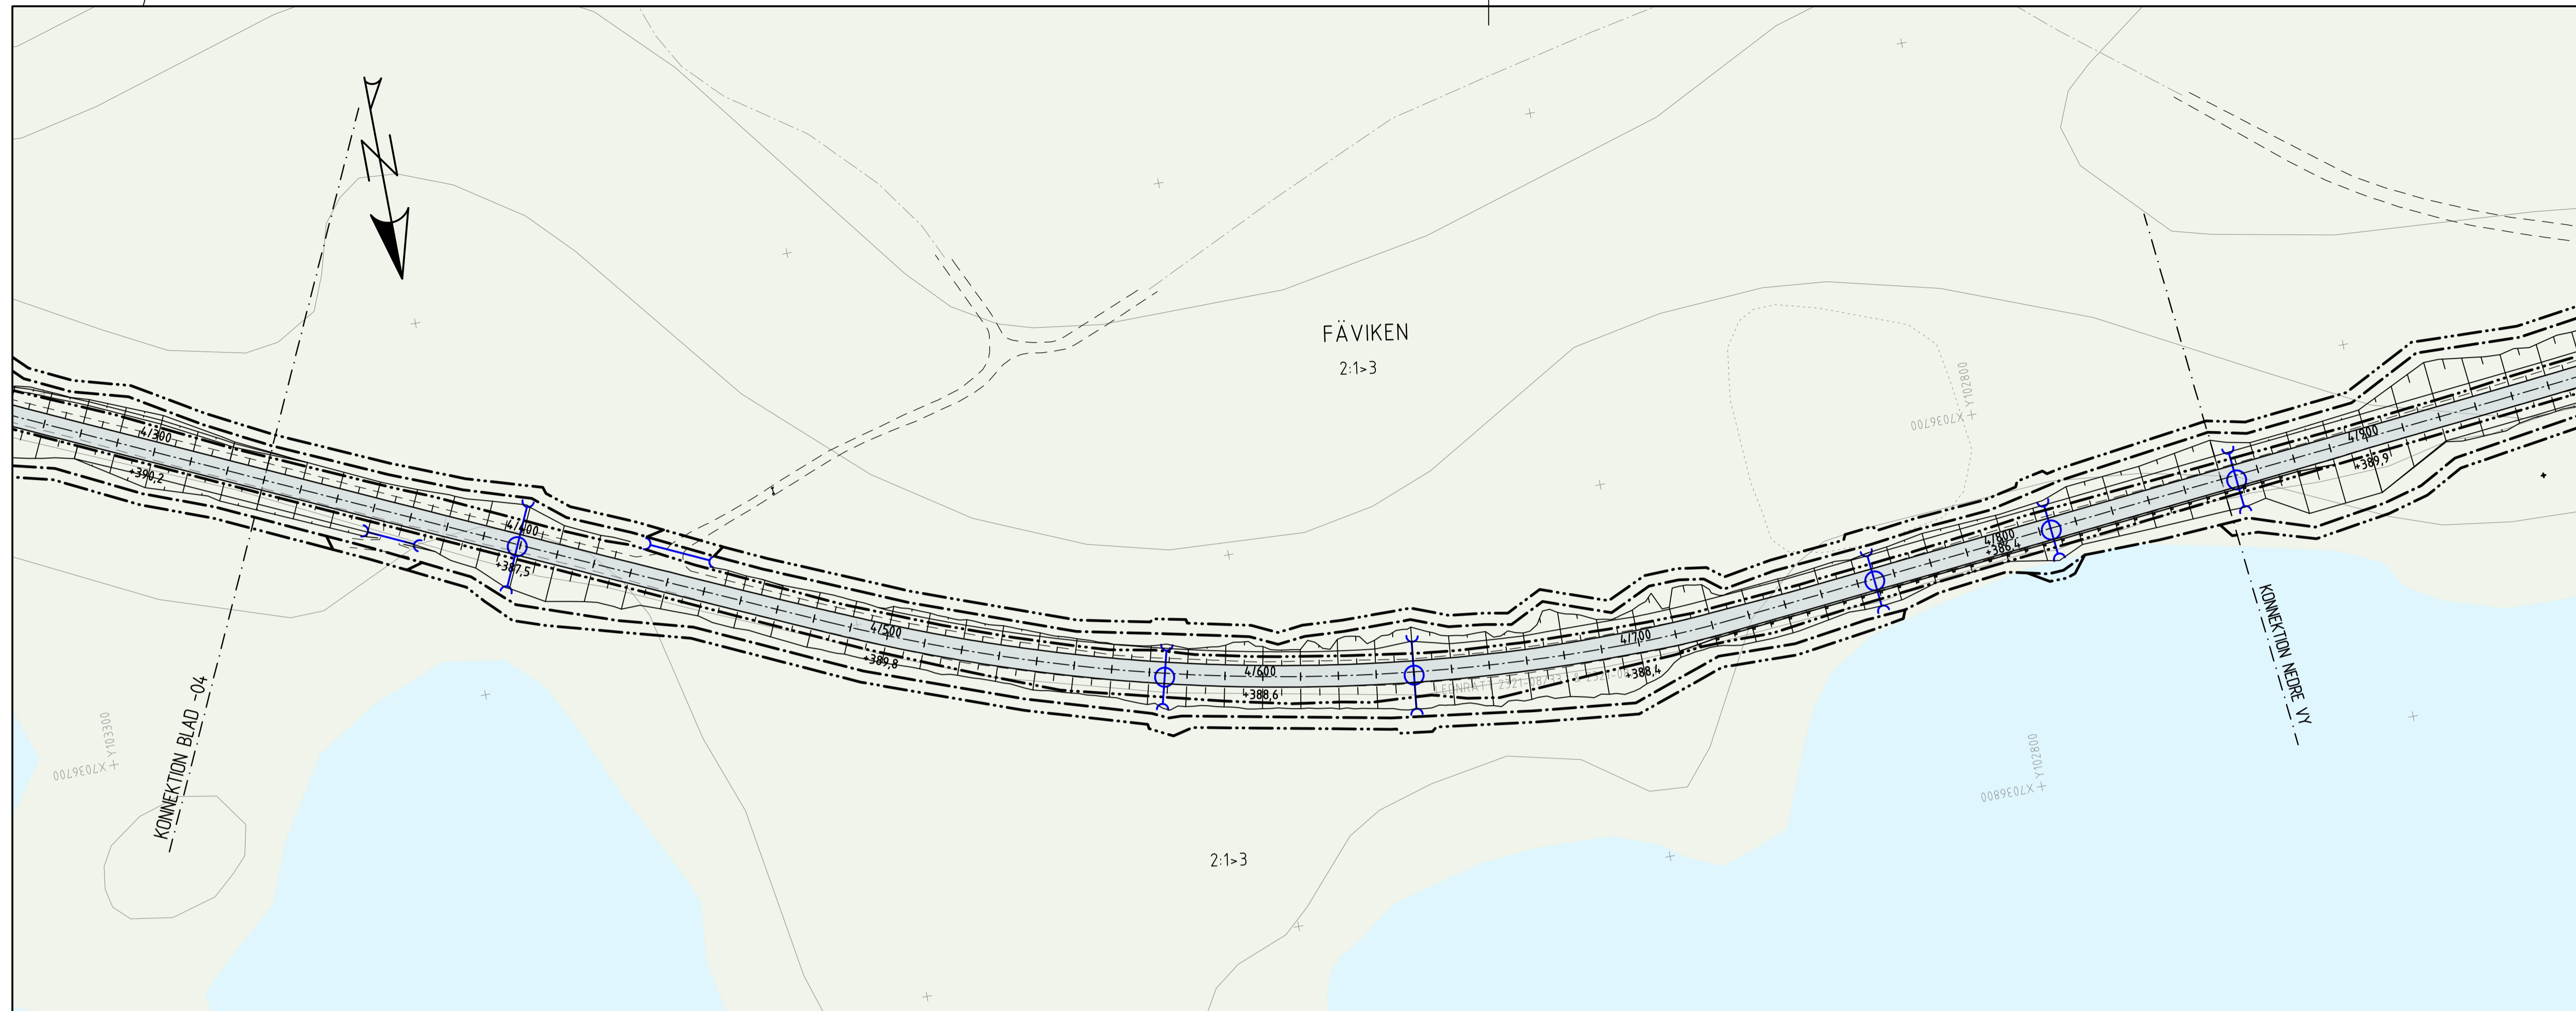 N
FÄVIKEN
2:1>3
Y102800
X7036700
4/300
+390,2
4/400
+387,5
4/500
+389,8
4/600
+388,6
4/700
+388,4
4/800
+386,4
4/900
+389,9
KONNEKTION BLAD -04
KONNEKTION NEDRE VY
Y103300
X7036700
Y102800
X7036800
2:1>3